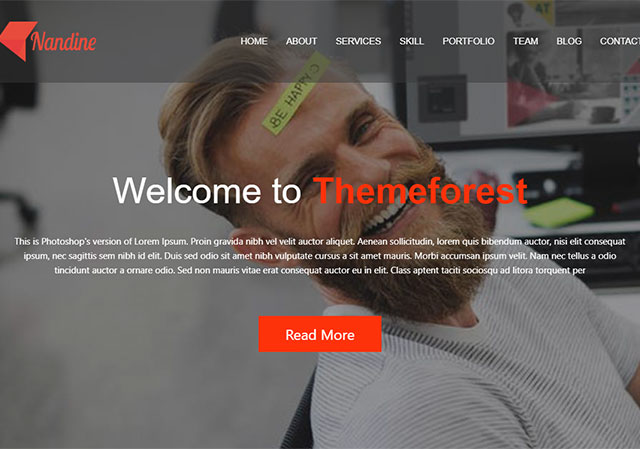 Nandine
HOME ABOUT SERVICES SKILL PORTFOLIO TEAM BLOG CONTACT
AT
BE HAPPY
Welcome to Themeforest
This is Photoshop's version of Lorem Ipsum. Proin gravida nibh vel velit auctor aliquet. Aenean sollicitudin, lorem quis bibendum auctor, nisi elit consequat
ipsum, nec sagittis sem nibh id elit. Duis sed odio sit amet nibh vulputate cursus a sit amet mauris. Morbi accumsan ipsum velit. Nam nec tellus a odio
tincidunt auctor a ornare odio. Sed non mauris vitae erat consequat auctor eu in elit. Class aptent taciti sociosqu ad litora torquent per
Read More